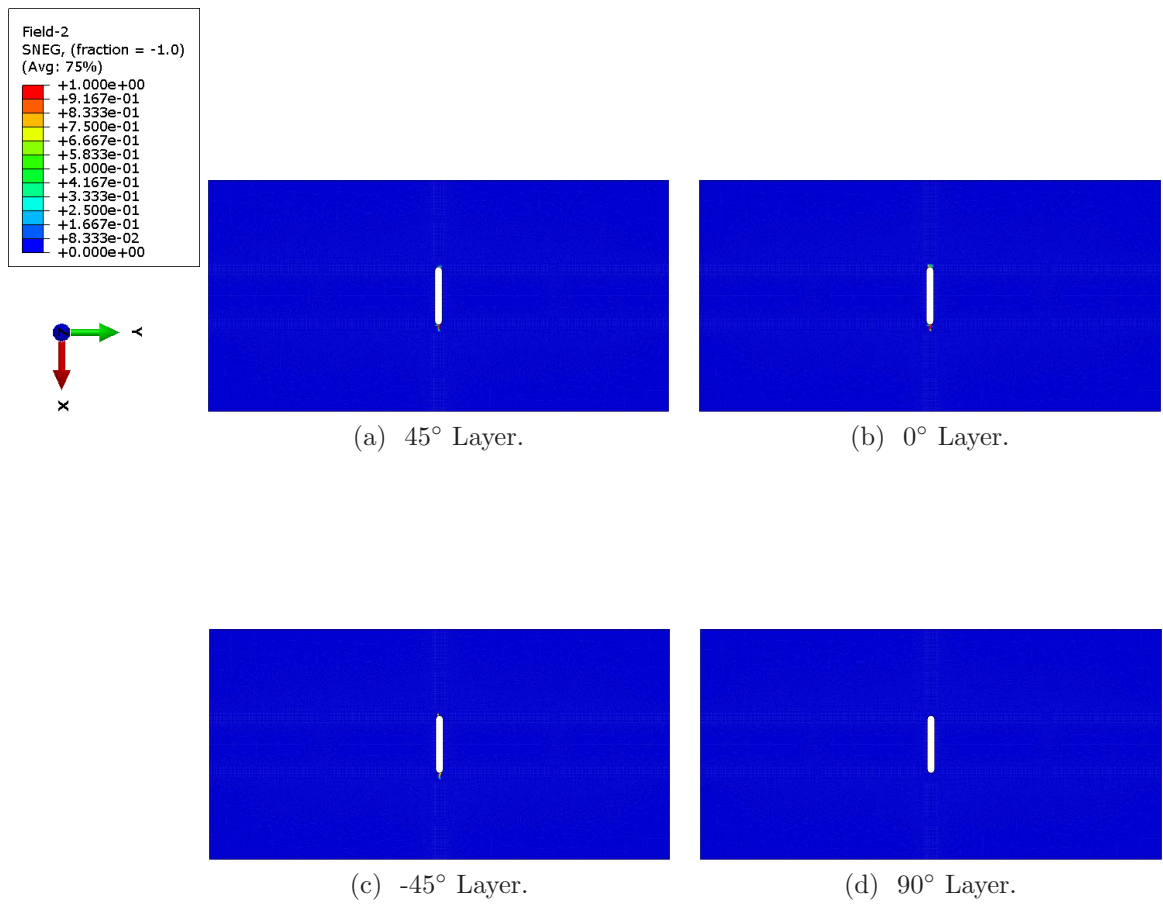 Field-2
SNEG, (fraction = -1.0)
(Avg: 75%)
+1.000e+00
+9.167e-01
+8.333e-01
+7.500e-01
+6.667e-01
+5.833e-01
+5.000e-01
+4.167e-01
+3.333e-01
+2.500e-01
+1.667e-01
+8.333e-02
+0.000e+00
Z
Y
X
(a) 45° Layer.
(b) 0° Layer.
(c) -45° Layer.
(d) 90° Layer.